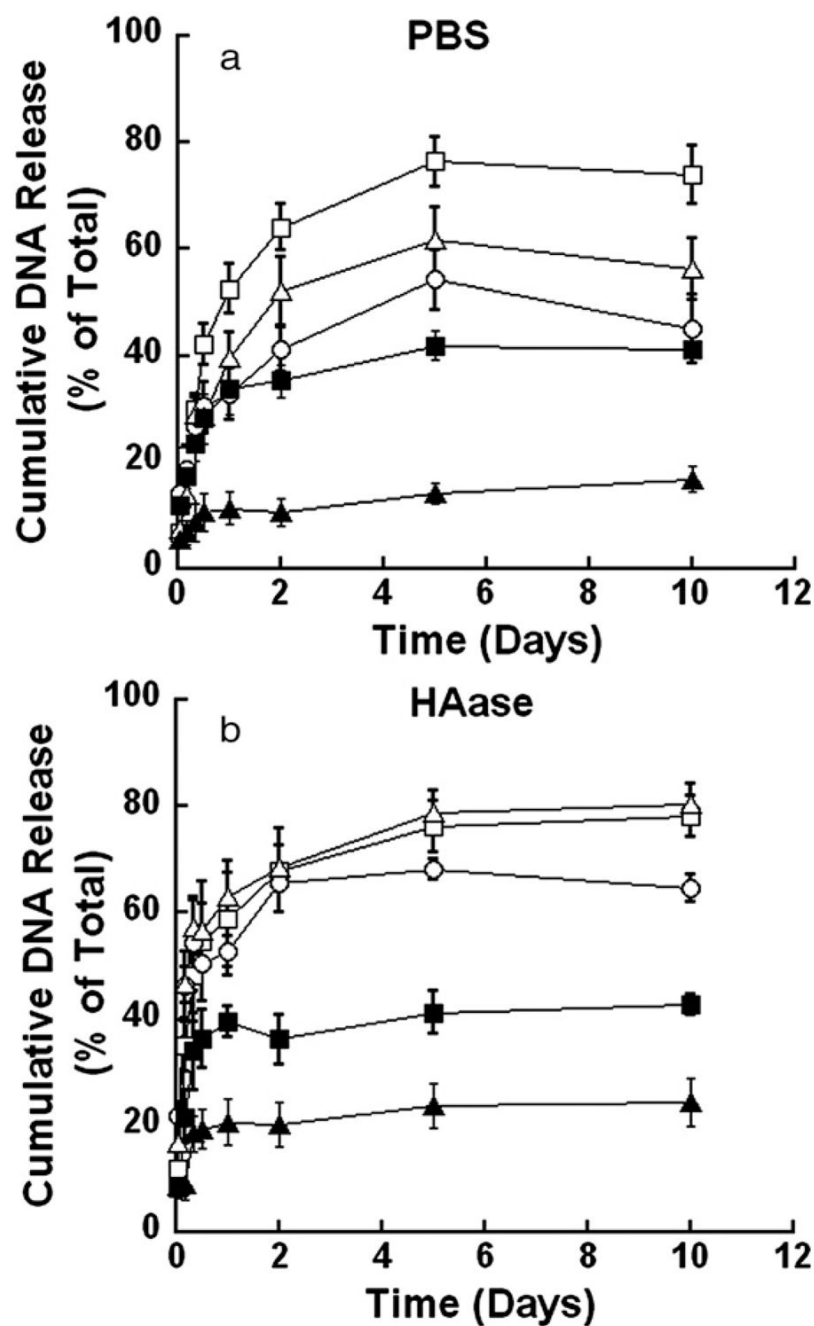 PBS
a
100
80
60
40
20
0
Cumulative DNA Release
(% of Total)
0 2 4 6 8 10 12
Time (Days)
HAase
b
100
80
60
40
20
0
Cumulative DNA Release
(% of Total)
0 2 4 6 8 10 12
Time (Days)